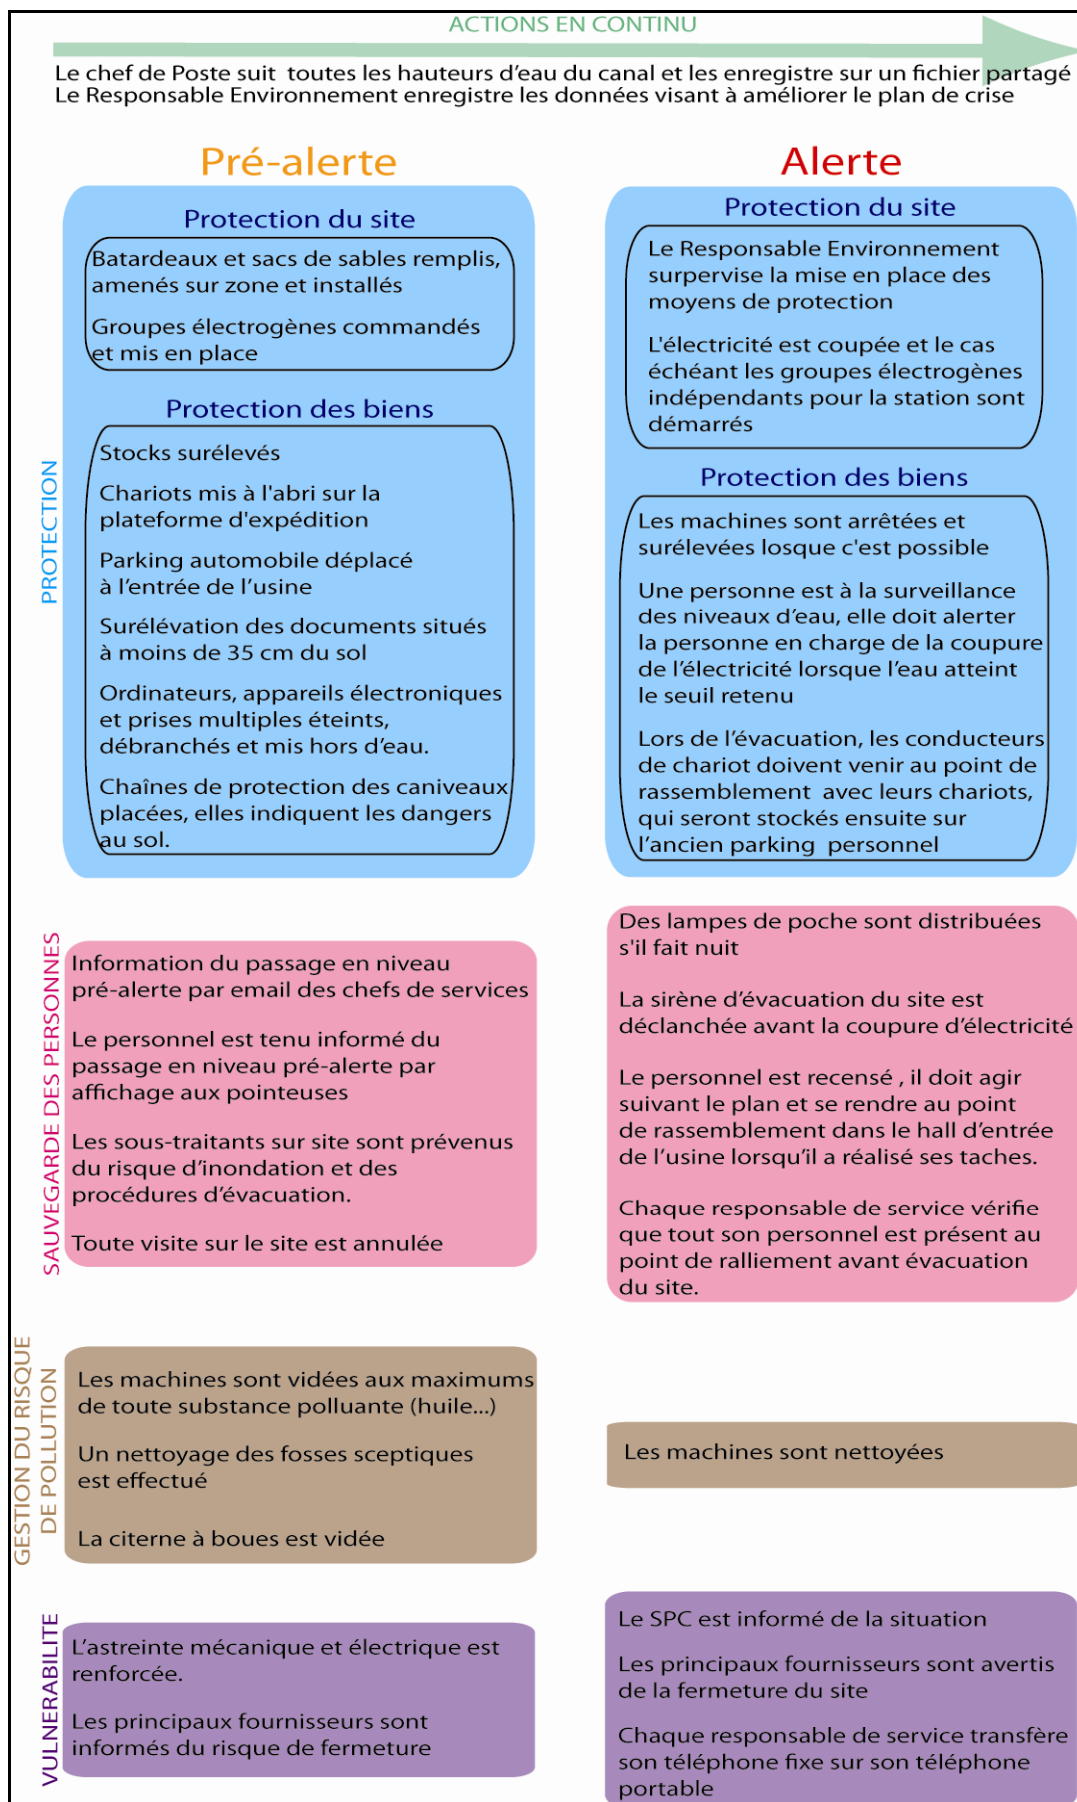 ACTIONS EN CONTINU
Le chef de Poste suit toutes les hauteurs d'eau du canal et les enregistre sur un fichier partagé
Le Responsable Environnement enregistre les données visant à améliorer le plan de crise
Pré-alerte
PROTECTION
Protection du site
Batardeaux et sacs de sables remplis,
amenés sur zone et installés
Groupes électrogènes commandés
et mis en place
Protection des biens
Stocks surélevés
Chariots mis à l'abri sur la
plateforme d'expédition
Parking automobile déplacé
à l'entrée de l'usine
Surélévation des documents situés
à moins de 35 cm du sol
Ordinateurs, appareils électroniques
et prises multiples éteints,
débranchés et mis hors d'eau.
Chaînes de protection des caniveaux
placées, elles indiquent les dangers
au sol.
Alerte
Protection du site
Le Responsable Environnement
surpervise la mise en place des
moyens de protection
L'électricité est coupée et le cas
échéant les groupes électrogènes
indépendants pour la station sont
démarrés
Protection des biens
Les machines sont arrêtées et
surélevées losque c'est possible
Une personne est à la surveillance
des niveaux d'eau, elle doit alerter
la personne en charge de la coupure
de l'électricité lorsque l'eau atteint
le seuil retenu
Lors de l'évacuation, les conducteurs
de chariot doivent venir au point de
rassemblement avec leurs chariots,
qui seront stockés ensuite sur
l'ancien parking personnel
SAUVEGARDE DES PERSONNES
Information du passage en niveau
pré-alerte par email des chefs de services
Le personnel est tenu informé du
passage en niveau pré-alerte par
affichage aux pointeuses
Les sous-traitants sur site sont prévenus
du risque d'inondation et des
procédures d'évacuation.
Toute visite sur le site est annulée
Des lampes de poche sont distribuées
s'il fait nuit
La sirène d'évacuation du site est
déclanchée avant la coupure d'électricité
Le personnel est recensé , il doit agir
suivant le plan et se rendre au point
de rassemblement dans le hall d'entrée
de l'usine lorsqu'il a réalisé ses taches.
Chaque responsable de service vérifie
que tout son personnel est présent au
point de ralliement avant évacuation
du site.
GESTION DU RISQUE
DE POLLUTION
Les machines sont vidées aux maximums
de toute substance polluante (huile...)
Un nettoyage des fosses sceptiques
est effectué
La citerne à boues est vidée
Les machines sont nettoyées
VULNERABILITE
L'astreinte mécanique et électrique est
renforcée.
Les principaux fournisseurs sont
informés du risque de fermeture
Le SPC est informé de la situation
Les principaux fournisseurs sont avertis
de la fermeture du site
Chaque responsable de service transfère
son téléphone fixe sur son téléphone
portable